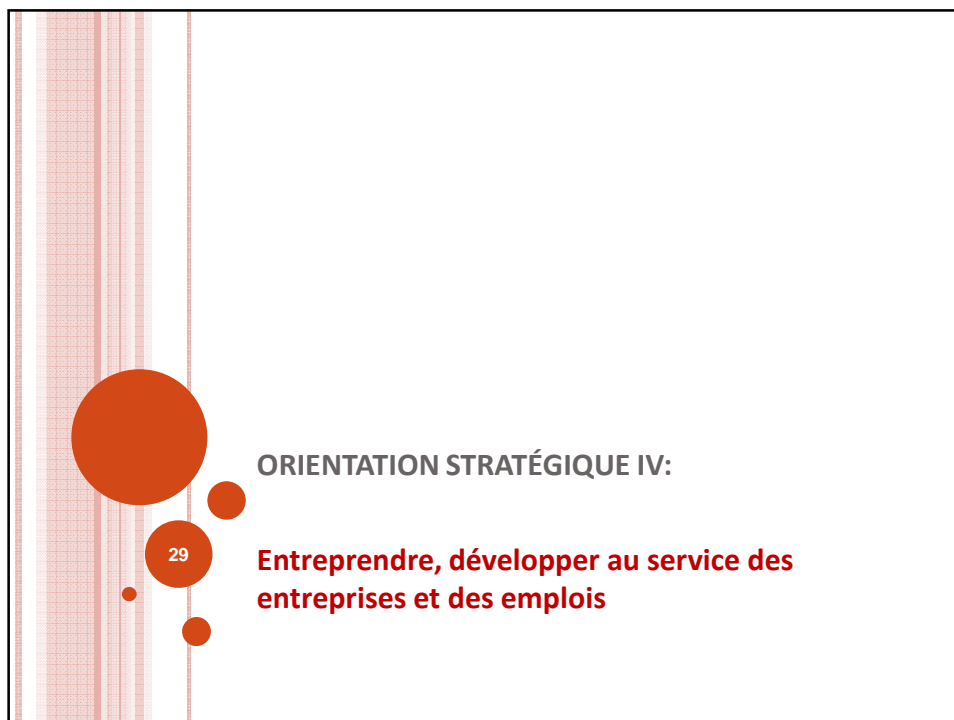 ORIENTATION STRATÉGIQUE IV:
29
Entreprendre, développer au service des
entreprises et des emplois